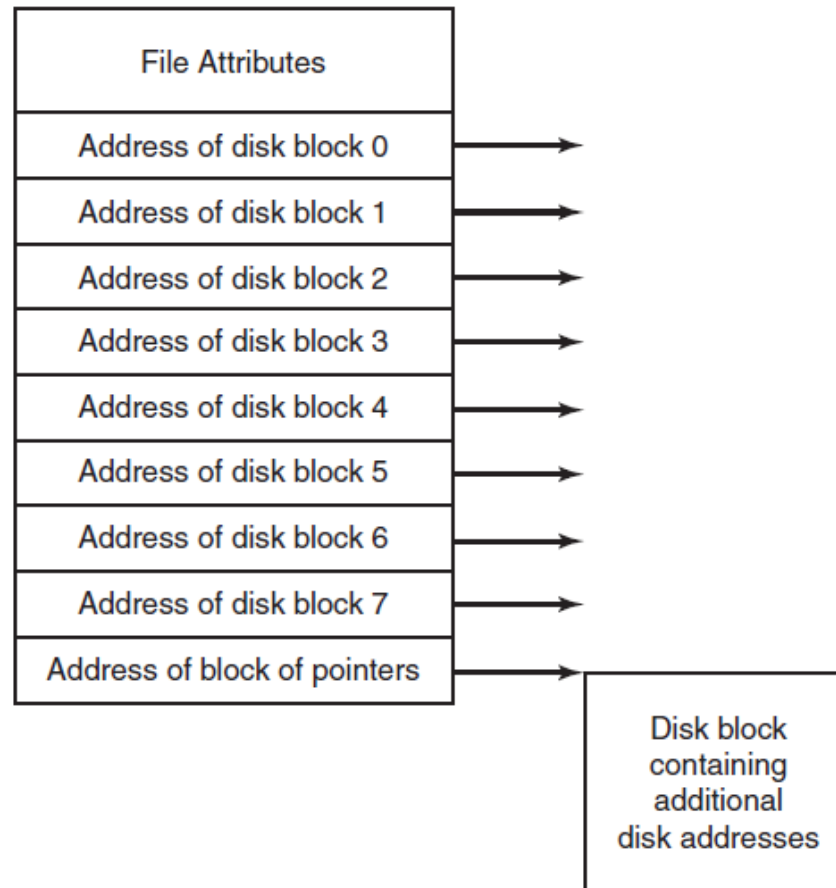 File Attributes
Address of disk block 0
Address of disk block 1
Address of disk block 2
Address of disk block 3
Address of disk block 4
Address of disk block 5
Address of disk block 6
Address of disk block 7
Address of block of pointers
Disk block
containing
additional
disk addresses